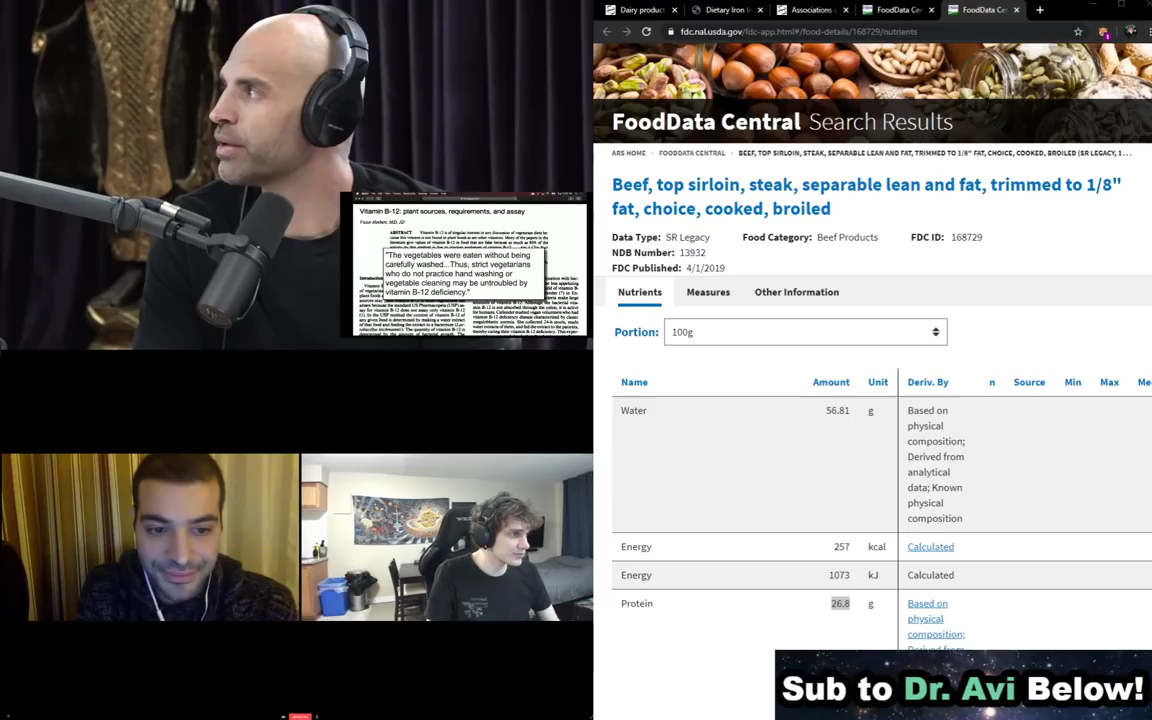 Vitamin B-12: plant sources, requirements, and assay
Victor Herbert, MD, JD
"The vegetables were eaten without being
carefully washed...Thus, strict vegetarians
who do not practice hand washing or
vegetable cleaning may be untroubled by
vitamin B-12 deficiency."
Dairy product
Dietary Iron In
Associations o
FoodData Cen
FoodData Cen
fdc.nal.usda.gov/fdc-app.html#/food-details/168729/nutrients
FoodData Central Search Results
ARS HOME / FOODDATA CENTRAL / BEEF, TOP SIRLOIN, STEAK, SEPARABLE LEAN AND FAT, TRIMMED TO 1/8" FAT, CHOICE, COOKED, BROILED (SR LEGACY, 1...
Beef, top sirloin, steak, separable lean and fat, trimmed to 1/8"
fat, choice, cooked, broiled
Data Type: SR Legacy Food Category: Beef Products FDC ID: 168729
NDB Number: 13932
FDC Published: 4/1/2019
Nutrients Measures Other Information
Portion: 100g
Name Amount Unit Deriv. By n Source Min Max Me
Water 56.81 g Based on
physical
composition;
Derived from
analytical
data; Known
physical
composition
Energy 257 kcal Calculated
Energy 1073 kJ Calculated
Protein 26.8 g Based on
physical
composition;
Derived from
Sub to Dr. Avi Below!